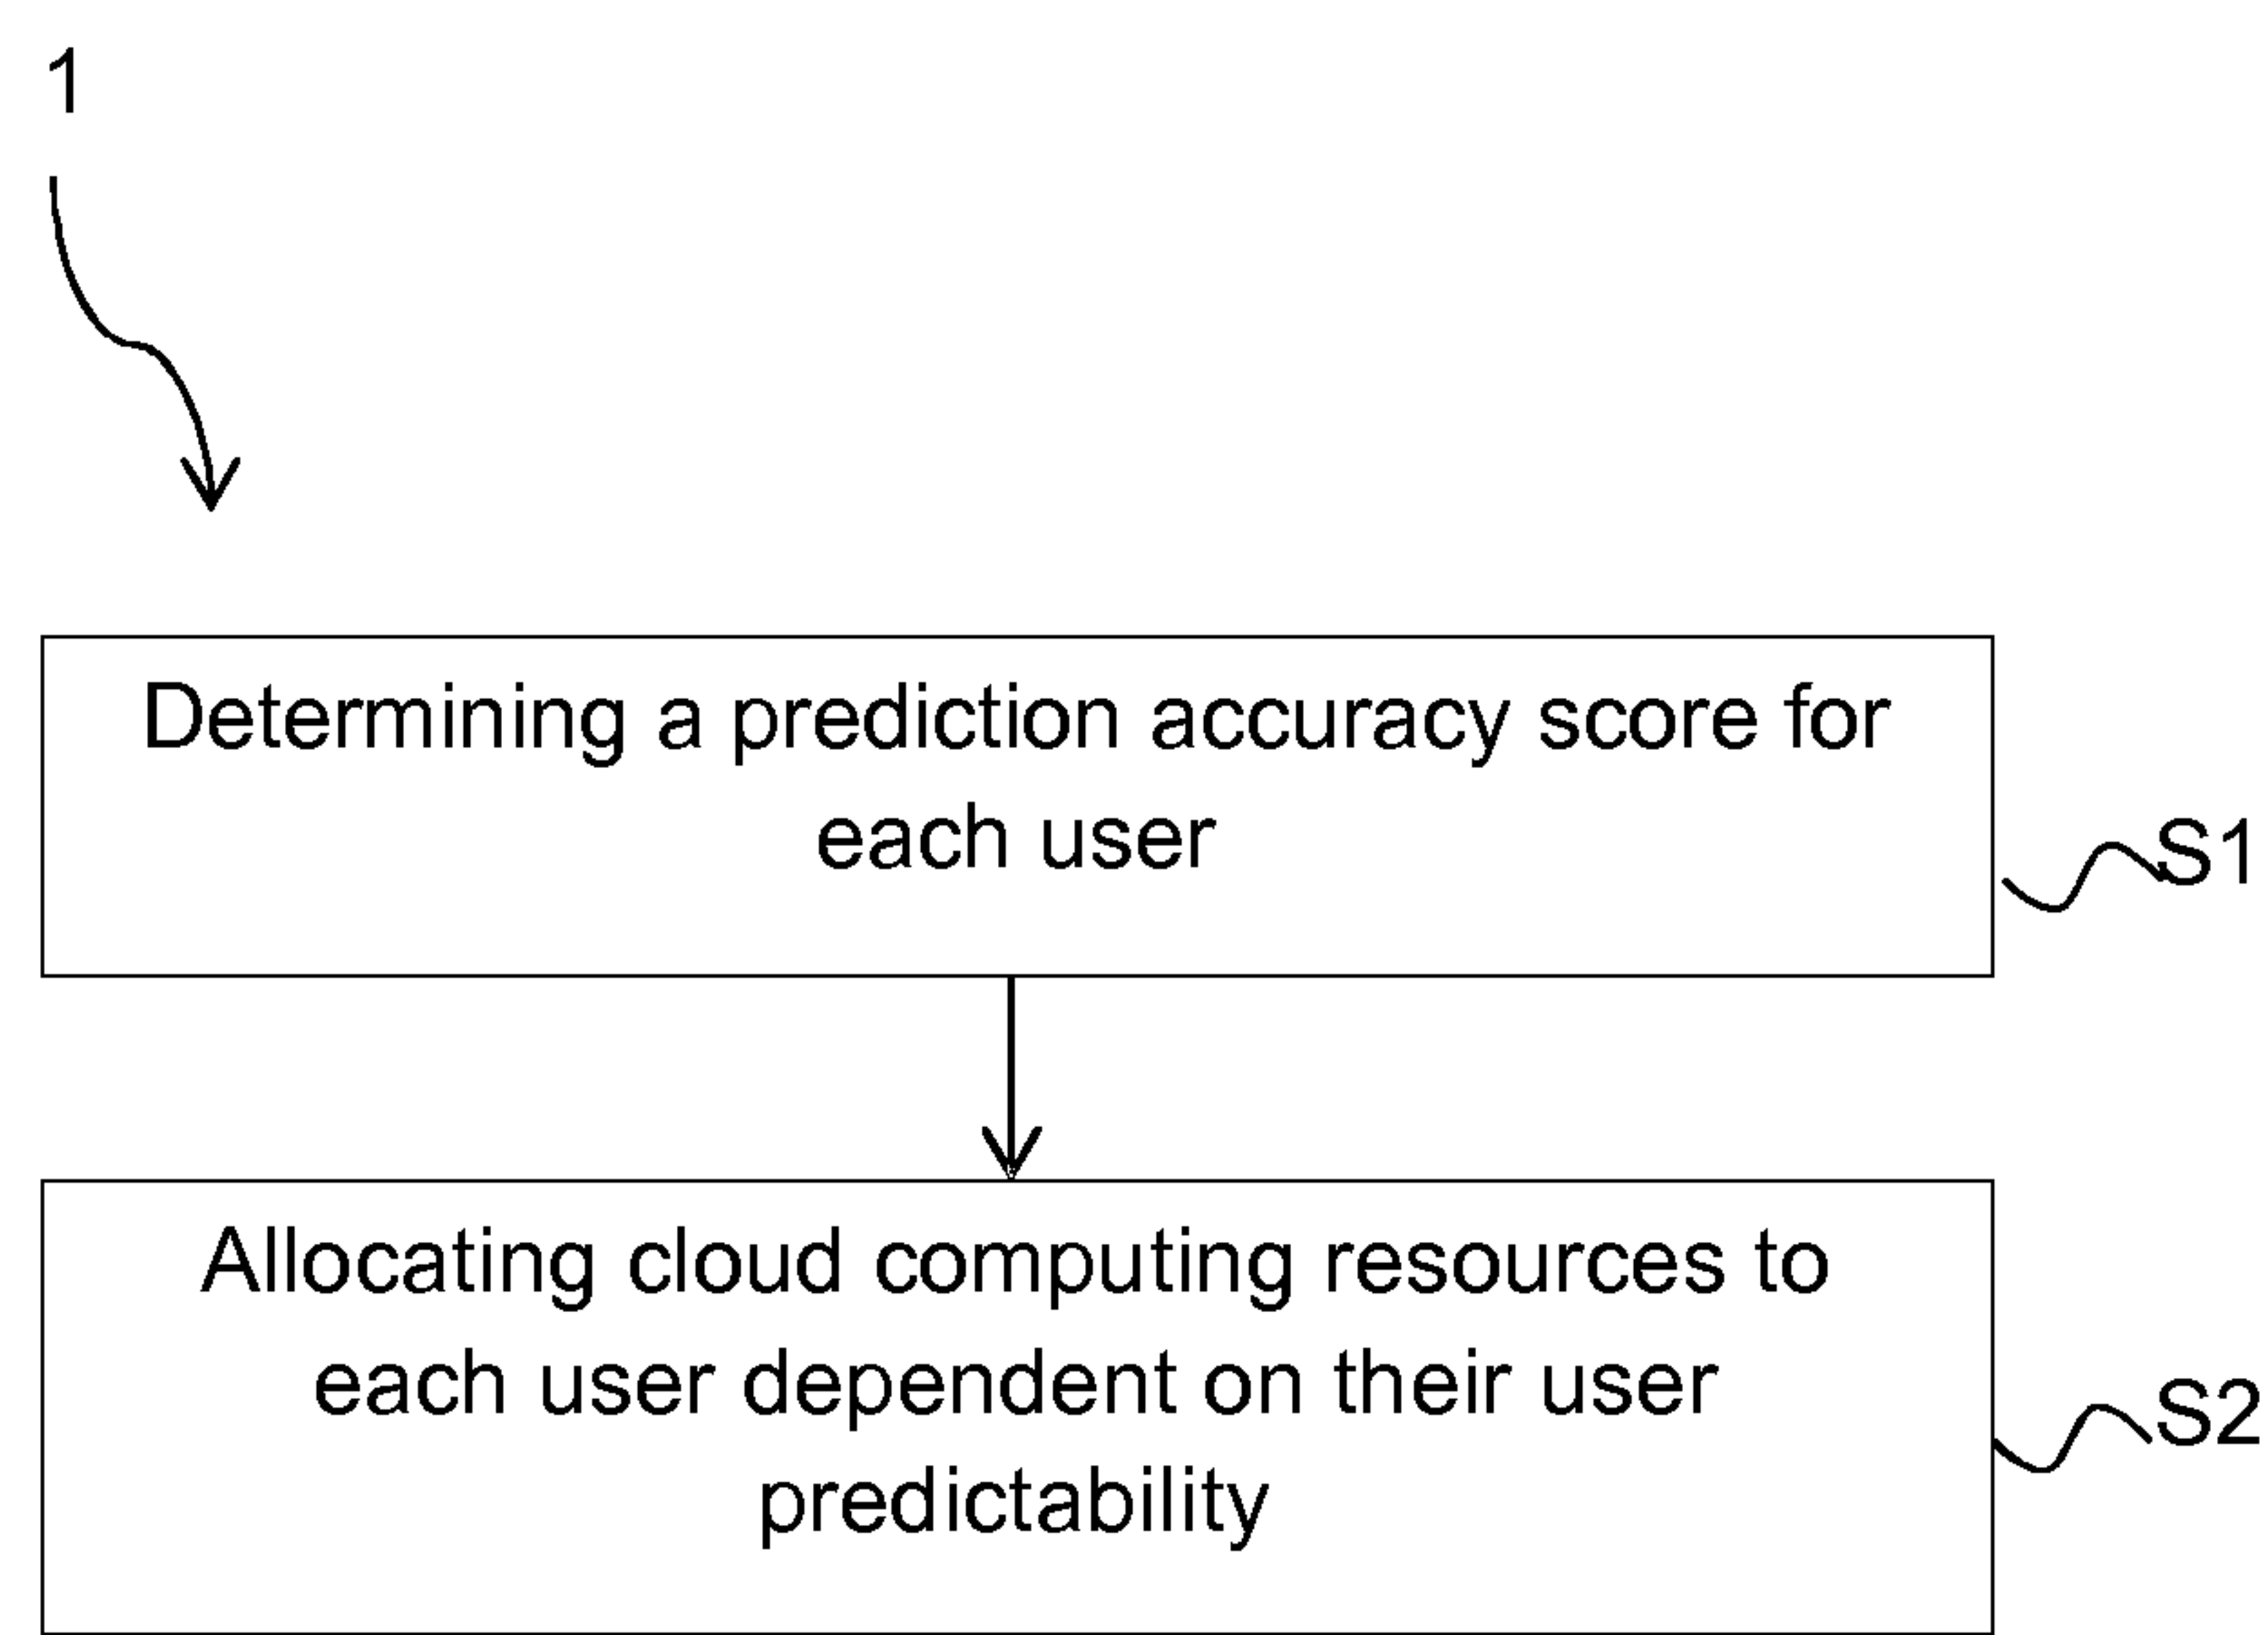 1
Determining a prediction accuracy score for
each user
S1
Allocating cloud computing resources to
each user dependent on their user
predictability
S2